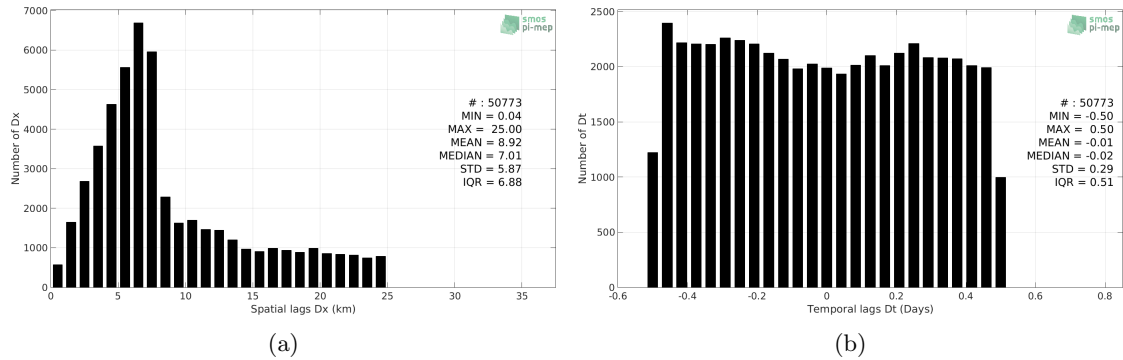 7000
6000
5000
4000
3000
2000
1000
0
Number of Dx
smos
pi-mep
# : 50773
MIN = 0.04
MAX = 25.00
MEAN = 8.92
MEDIAN = 7.01
STD = 5.87
IQR = 6.88
0 5 10 15 20 25 30 35
Spatial lags Dx (km)
(a)
2500
2000
1500
1000
500
0
Number of Dt
smos
pi-mep
# : 50773
MIN = -0.50
MAX = 0.50
MEAN = -0.01
MEDIAN = -0.02
STD = 0.29
IQR = 0.51
-0.6 -0.4 -0.2 0 0.2 0.4 0.6 0.8
Temporal lags Dt (Days)
(b)